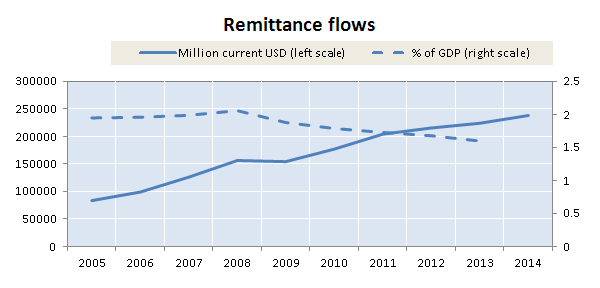 Remittance flows
Million current USD (left scale) % of GDP (right scale)
300000 2.5
250000 2
200000 1.5
150000 1
100000 0.5
50000 0
0
2005 2006 2007 2008 2009 2010 2011 2012 2013 2014